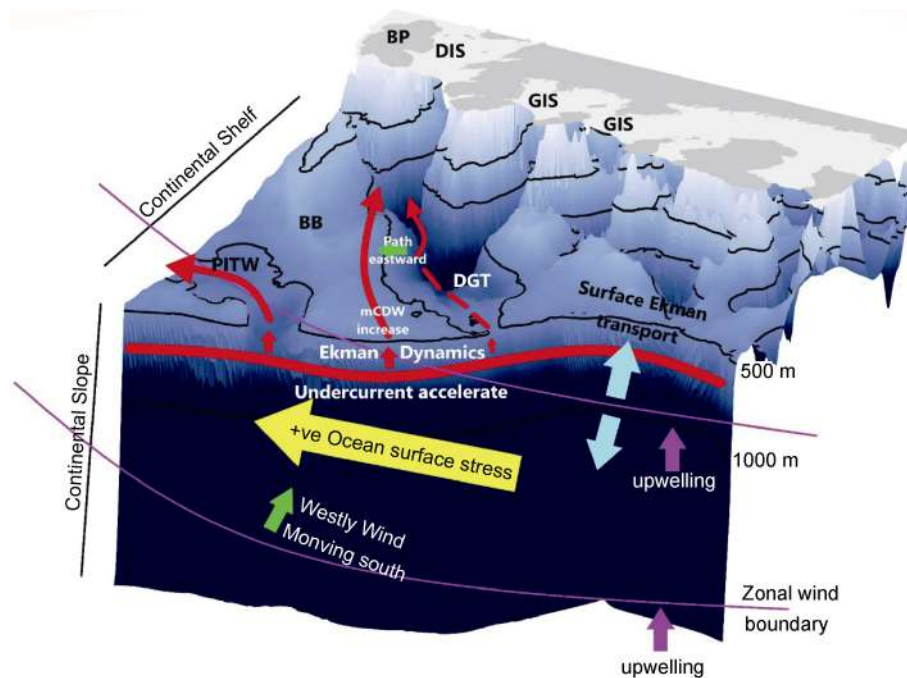 BP
DIS
GIS
GIS
Continental Shelf
BB
Path
eastward
PITW
DGT
Surface Ekman
transport
mCDW
increase
Ekman Dynamics
500 m
Undercurrent accelerate
Continental Slope
+ve Ocean surface stress
1000 m
upwelling
Westly Wind
Monving south
Zonal wind
boundary
upwelling